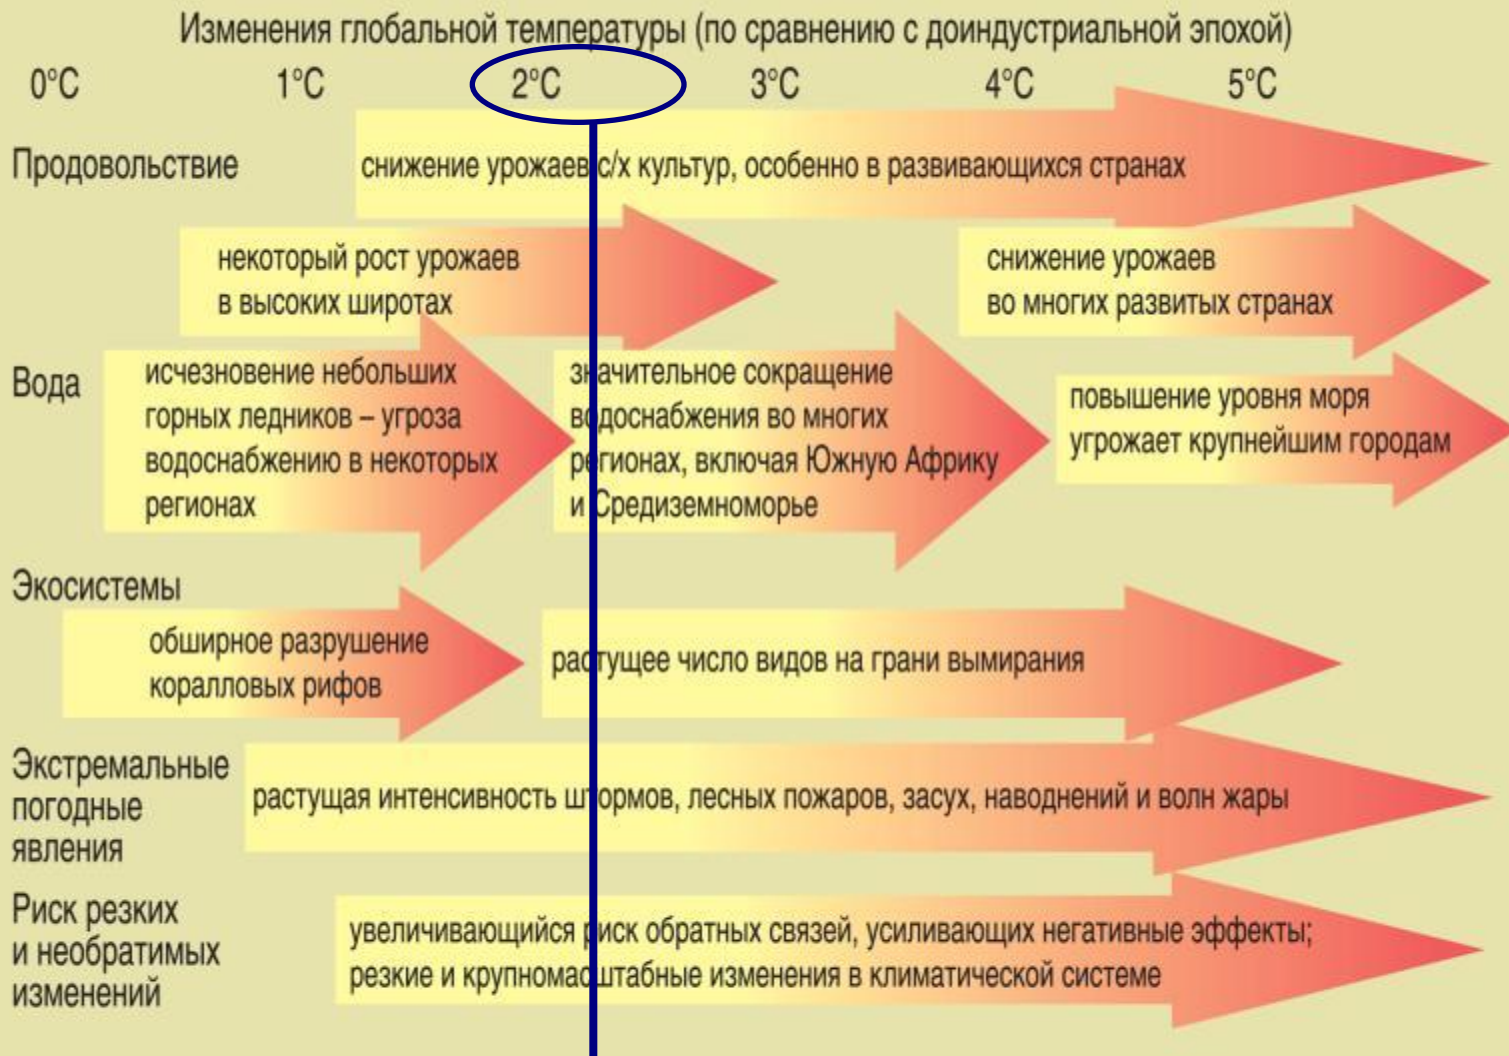 Изменения глобальной температуры (по сравнению с доиндустриальной эпохой)
0°C 1°C 2°C 3°C 4°C 5°C
Продовольствие
снижение урожаев с/х культур, особенно в развивающихся странах
некоторый рост урожаев
в высоких широтах
снижение урожаев
во многих развитых странах
Вода
исчезновение небольших
горных ледников – угроза
водоснабжению в некоторых
регионах
значительное сокращение
водоснабжения во многих
регионах, включая Южную Африку
и Средиземноморье
повышение уровня моря
угрожает крупнейшим городам
Экосистемы
обширное разрушение
коралловых рифов
растущее число видов на грани вымирания
Экстремальные
погодные
явления
растущая интенсивность штормов, лесных пожаров, засух, наводнений и волн жары
Риск резких
и необратимых
изменений
увеличивающийся риск обратных связей, усиливающих негативные эффекты;
резкие и крупномасштабные изменения в климатической системе